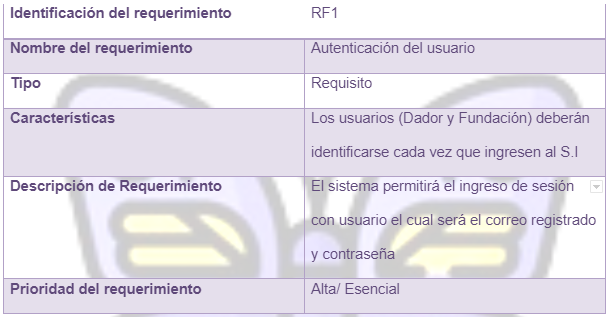 Identificación del requerimiento RF1
Nombre del requerimiento Autenticación del usuario
Tipo Requisito
Características Los usuarios (Dador y Fundación) deberán
identificarse cada vez que ingresen al S.I
Descripción de Requerimiento El sistema permitirá el ingreso de sesión
con usuario el cual será el correo registrado
y contraseña
Prioridad del requerimiento Alta/ Esencial